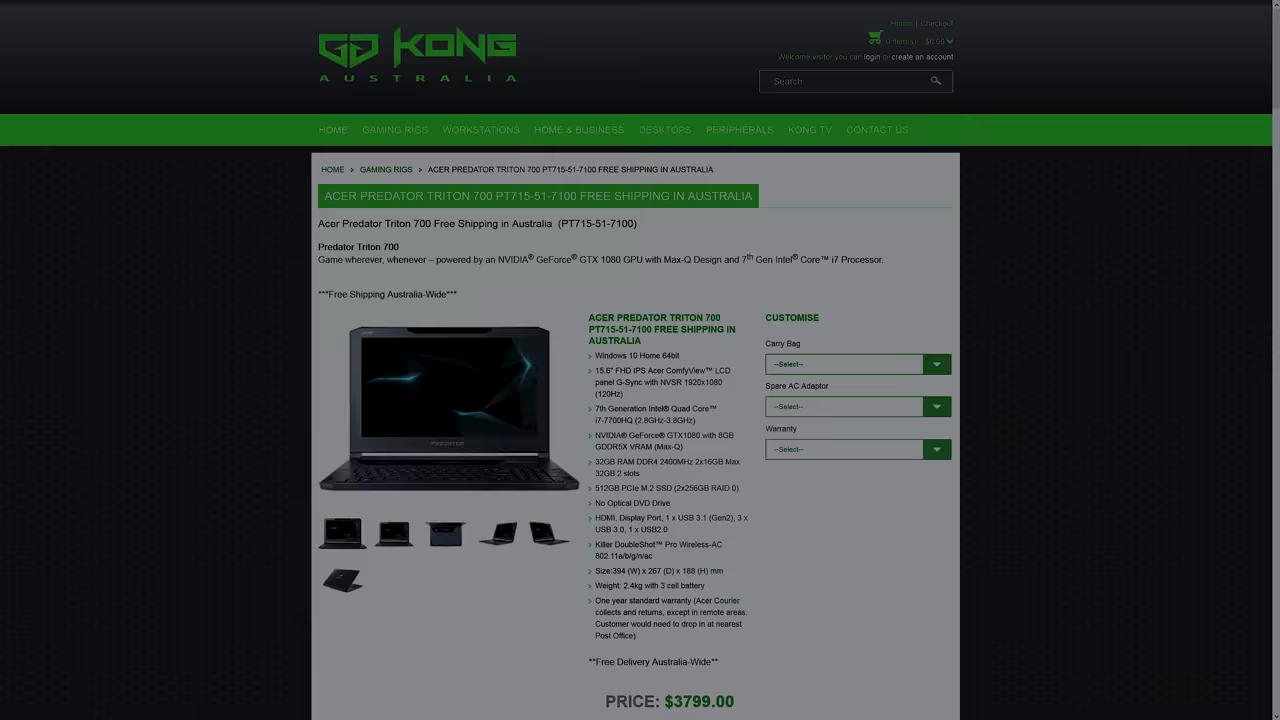 Home | Checkout
GG KONG
AUSTRALIA
0 item(s) - $0.00
Welcome visitor you can login or create an account
Search
HOME GAMING RIGS WORKSTATIONS HOME & BUSINESS DESKTOPS PERIPHERALS KONG TV CONTACT US
HOME > GAMING RIGS > ACER PREDATOR TRITON 700 PT715-51-7100 FREE SHIPPING IN AUSTRALIA
ACER PREDATOR TRITON 700 PT715-51-7100 FREE SHIPPING IN AUSTRALIA
Acer Predator Triton 700 Free Shipping in Australia (PT715-51-7100)
Predator Triton 700
Game wherever, whenever – powered by an NVIDIA® GeForce® GTX 1080 GPU with Max-Q Design and 7th Gen Intel® Core™ i7 Processor.
***Free Shipping Australia-Wide***
PREDATOR
ACER PREDATOR TRITON 700
PT715-51-7100 FREE SHIPPING IN
AUSTRALIA
Windows 10 Home 64bit
15.6" FHD IPS Acer ComfyView™ LCD
panel G-Sync with NVSR 1920x1080
(120Hz)
7th Generation Intel® Quad Core™
i7-7700HQ (2.8GHz-3.8GHz)
NVIDIA® GeForce® GTX1080 with 8GB
GDDR5X VRAM (Max-Q)
32GB RAM DDR4 2400MHz 2x16GB Max
32GB 2 slots
512GB PCIe M.2 SSD (2x256GB RAID 0)
No Optical DVD Drive
HDMI, Display Port, 1 x USB 3.1 (Gen2), 3 x
USB 3.0, 1 x USB2.0
Killer DoubleShot™ Pro Wireless-AC
802.11a/b/g/n/ac
Size:394 (W) x 267 (D) x 188 (H) mm
Weight: 2.4kg with 3 cell battery
One year standard warranty (Acer Courier
collects and returns, except in remote areas.
Customer would need to drop in at nearest
Post Office)
**Free Delivery Australia-Wide**
PRICE: $3799.00
CUSTOMISE
Carry Bag
--Select--
Spare AC Adaptor
--Select--
Warranty
--Select--